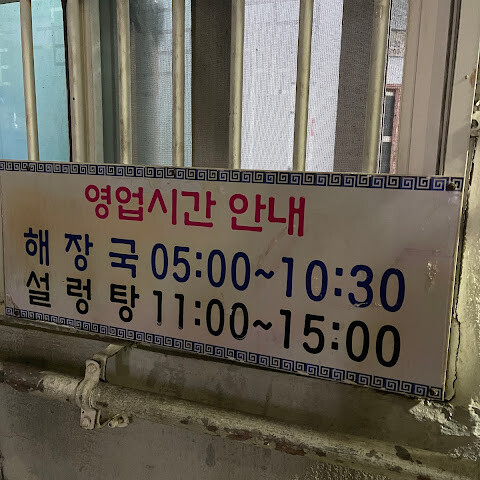 영업시간 안내
해 장 국 05:00~10:30
설 렁 탕 11:00~15:00